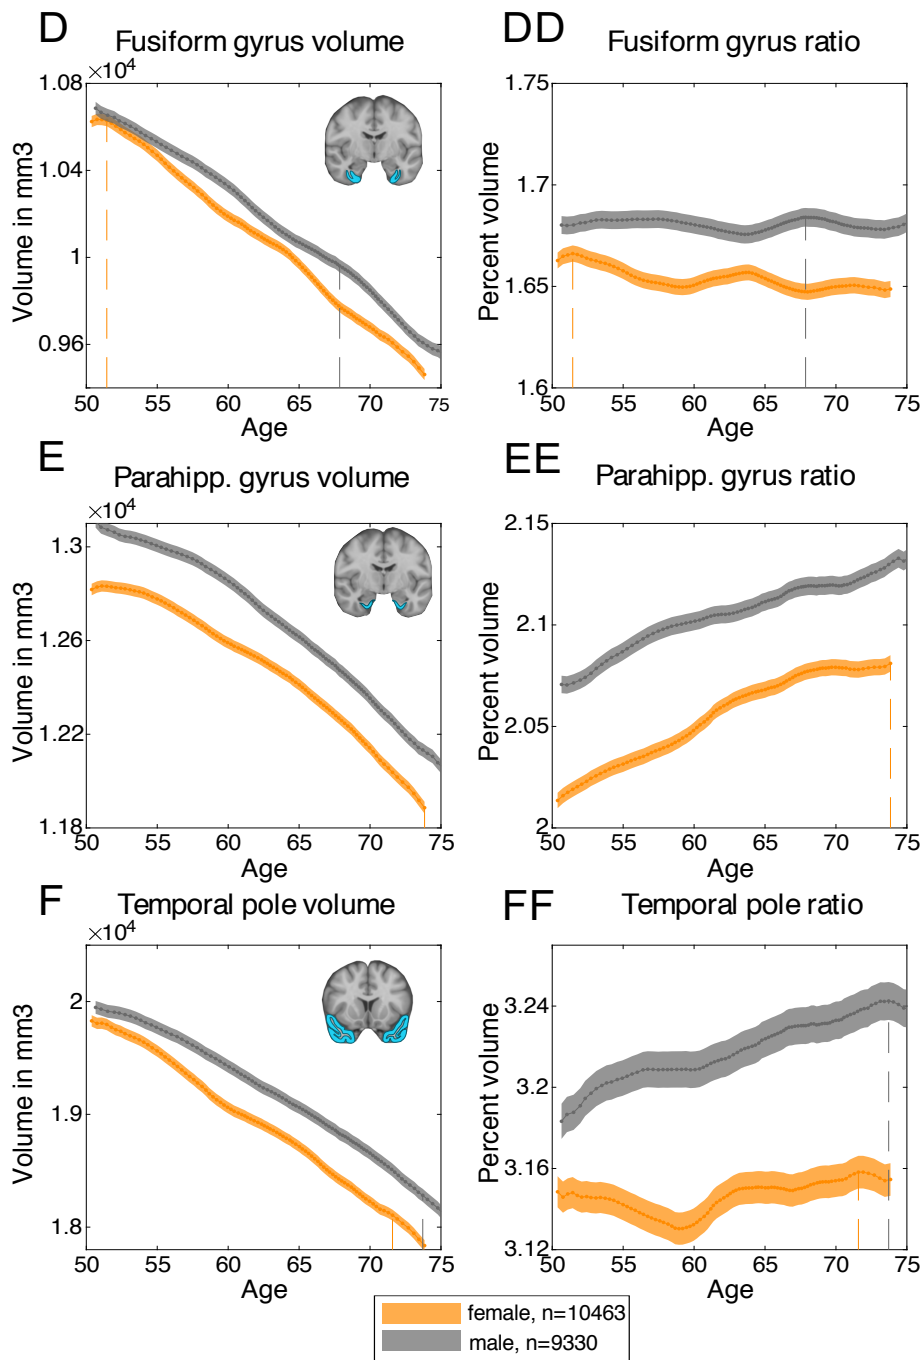 D
Fusiform gyrus volume
×10⁴
1.08
1.04
1
0.96
Volume in mm3
50 55 60 65 70 75
Age
DD
Fusiform gyrus ratio
1.75
1.7
1.65
1.6
Percent volume
50 55 60 65 70 75
Age
E
Parahipp. gyrus volume
×10⁴
1.3
1.26
1.22
1.18
Volume in mm3
50 55 60 65 70 75
Age
EE
Parahipp. gyrus ratio
2.15
2.1
2.05
2
Percent volume
50 55 60 65 70 75
Age
F
Temporal pole volume
×10⁴
2
1.9
1.8
Volume in mm3
50 55 60 65 70 75
Age
FF
Temporal pole ratio
3.24
3.2
3.16
3.12
Percent volume
50 55 60 65 70 75
Age
female, n=10463
male, n=9330